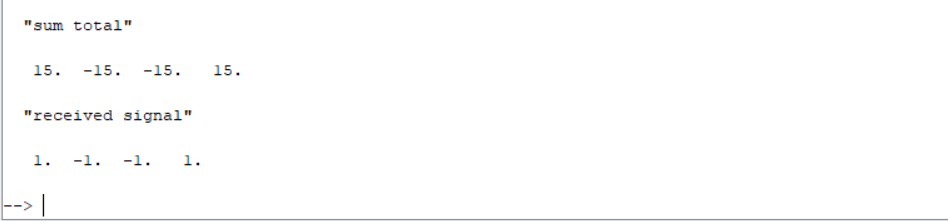 "sum total"
15. -15. -15. 15.
"received signal"
1. -1. -1. 1.
-->